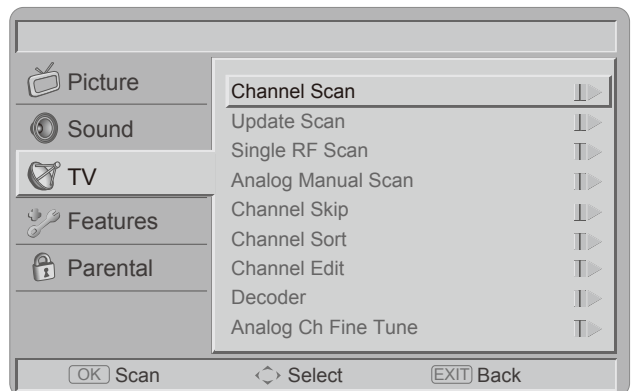 Picture
Sound
TV
Features
Parental
Channel Scan
Update Scan
Single RF Scan
Analog Manual Scan
Channel Skip
Channel Sort
Channel Edit
Decoder
Analog Ch Fine Tune
OK Scan Select EXIT Back